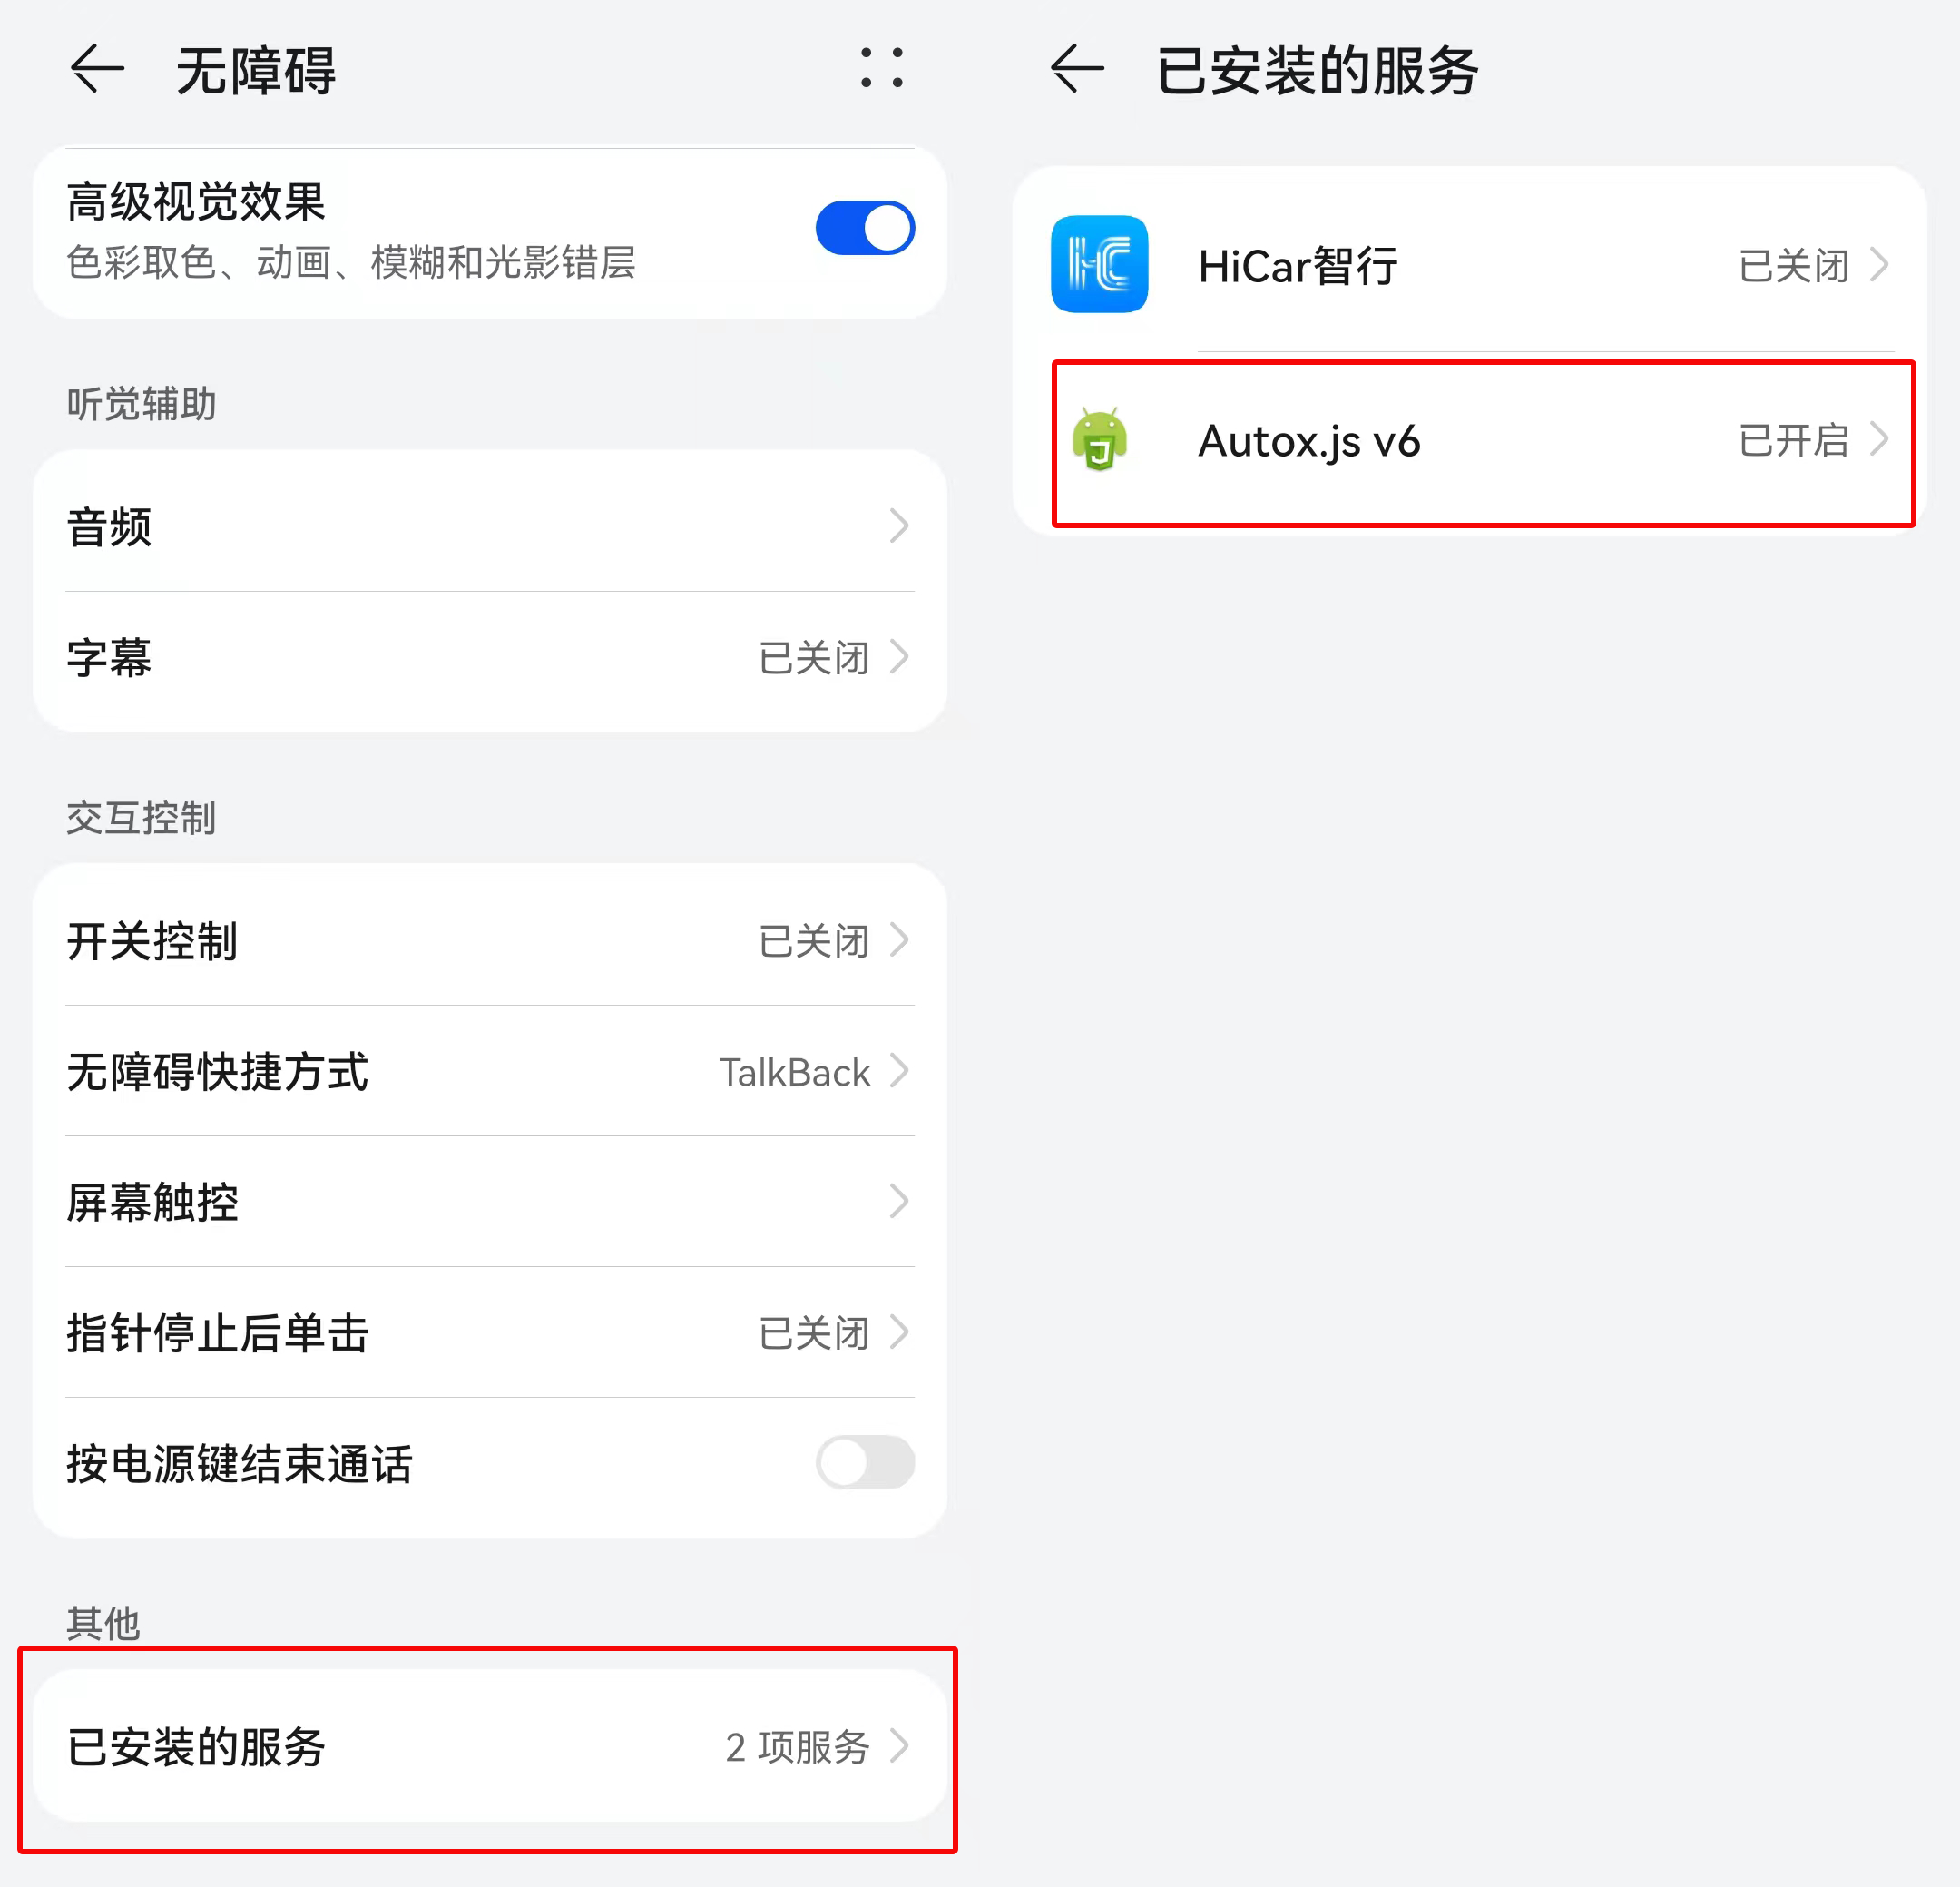 无障碍
高级视觉效果
色彩取色、动画、模糊和光影错层
听觉辅助
音频
字幕 已关闭
交互控制
开关控制 已关闭
无障碍快捷方式 TalkBack
屏幕触控
指针停止后单击 已关闭
按电源键结束通话
其他
已安装的服务 2 项服务
已安装的服务
HC
HiCar智行 已关闭
J
Autox.js v6 已开启